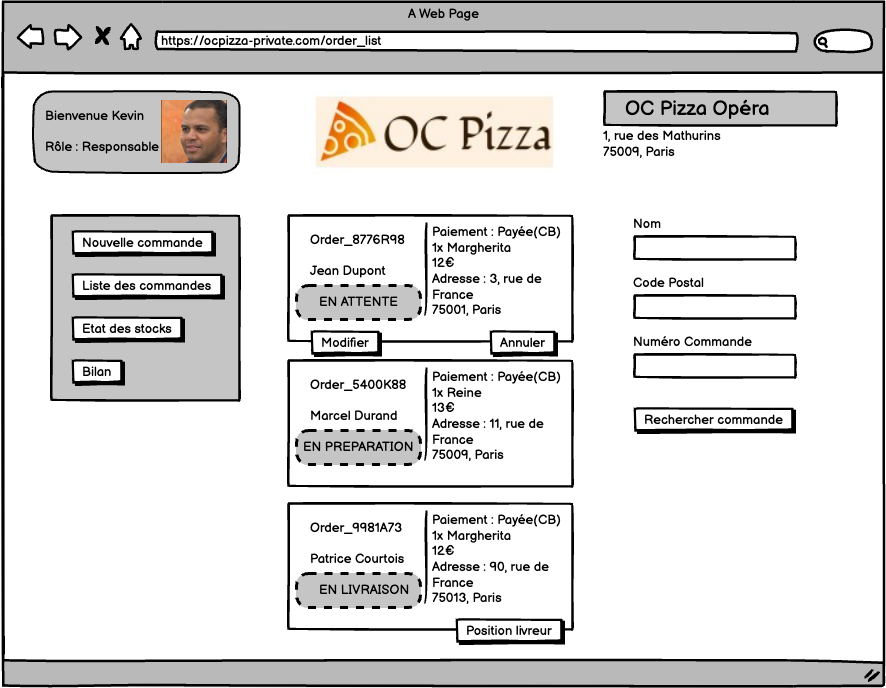 A Web Page
https://ocpizza-private.com/order_list
Bienvenue Kevin
Rôle : Responsable
OC Pizza
OC Pizza Opéra
1, rue des Mathurins
75009, Paris
Nouvelle commande
Liste des commandes
Etat des stocks
Bilan
Order_8776R98
Jean Dupont
EN ATTENTE
Paiement : Payée(CB)
1x Margherita
12€
Adresse : 3, rue de
France
75001, Paris
Modifier
Annuler
Order_5400K88
Marcel Durand
EN PREPARATION
Paiement : Payée(CB)
1x Reine
13€
Adresse : 11, rue de
France
75009, Paris
Order_9981A73
Patrice Courtois
EN LIVRAISON
Paiement : Payée(CB)
1x Margherita
12€
Adresse : 90, rue de
France
75013, Paris
Position livreur
Nom
Code Postal
Numéro Commande
Rechercher commande